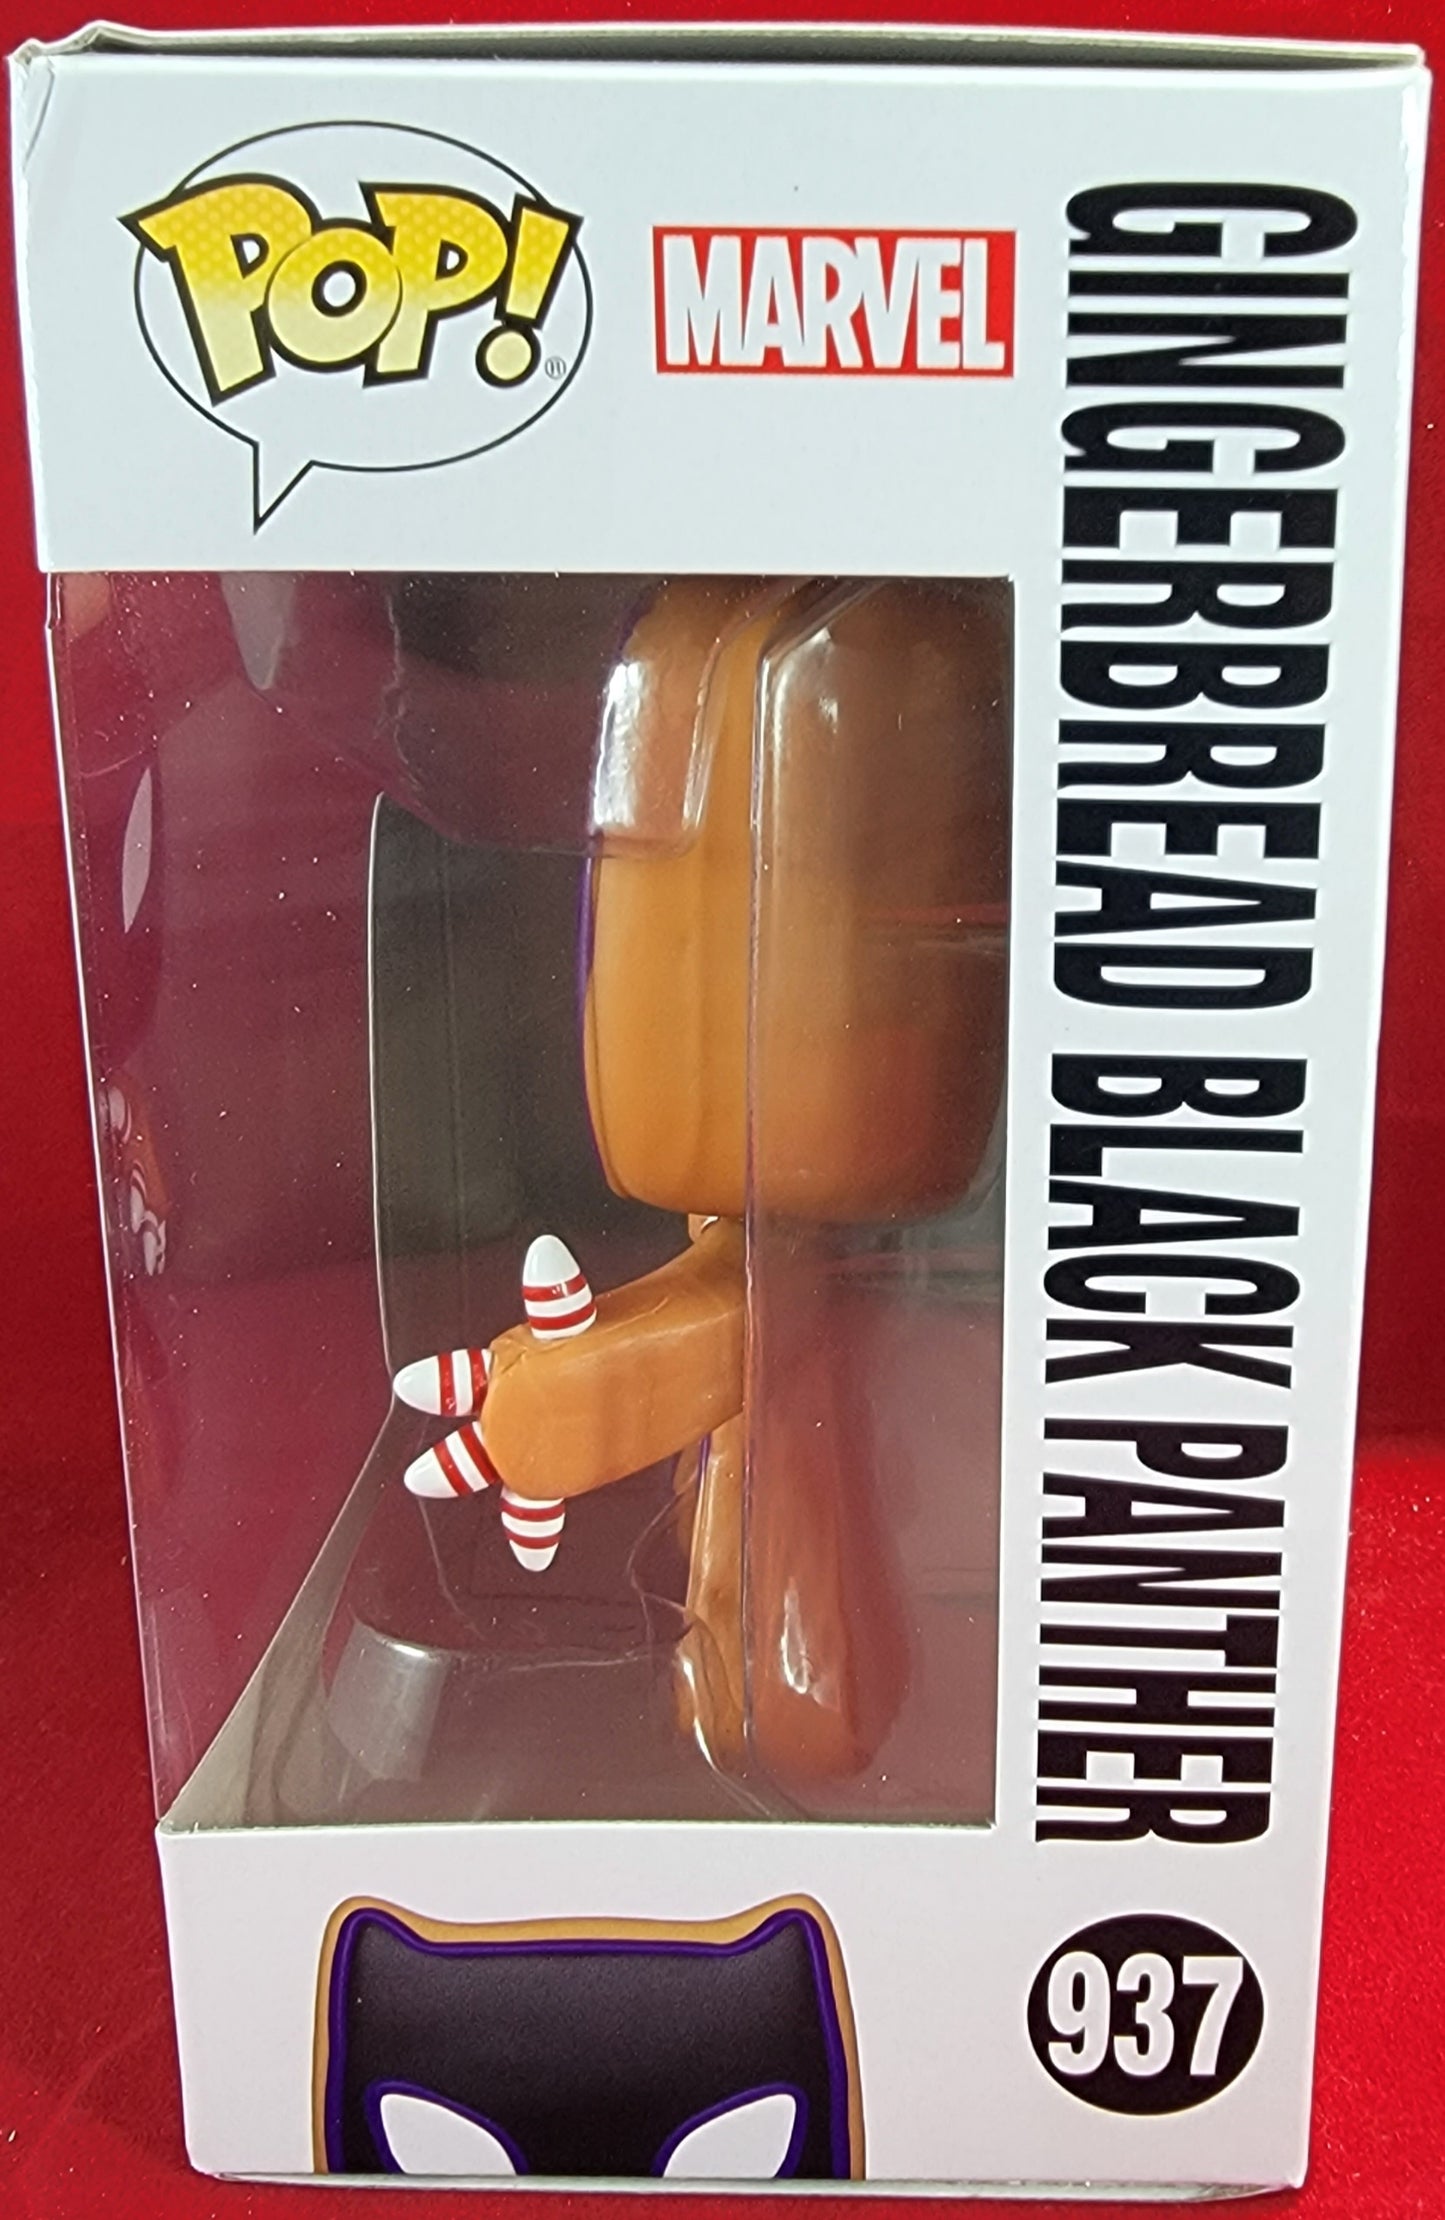 POP!®
MARVEL
GINGERBREAD BLACK PANTHER
937